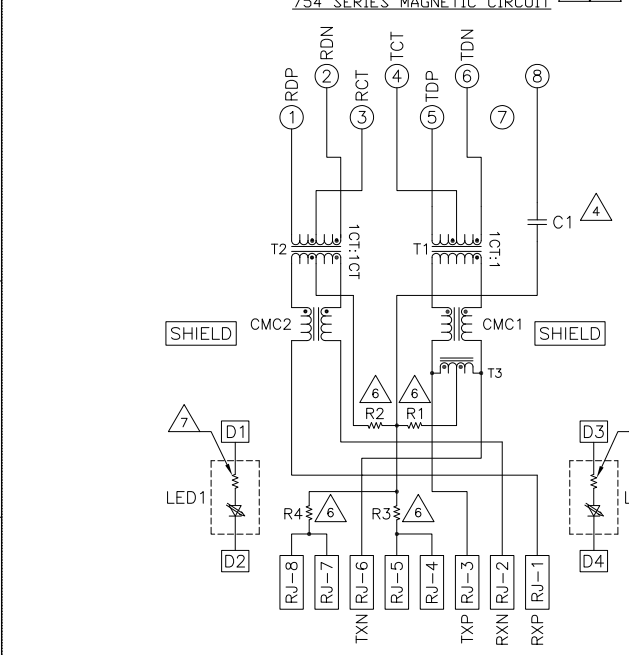 754 SERIES MAGNETIC CIRCUIT
RDP
RDN
RCT
TCT
TDP
TDN
1
2
3
4
5
6
7
8
C1
4
T2
1CT:1CT
T1
1CT:1
SHIELD
CMC2
CMC1
SHIELD
T3
6
6
R2
R1
7
D1
D3
LED1
L
R4
6
R3
6
D2
D4
RJ-8
RJ-7
RJ-6
RJ-5
RJ-4
RJ-3
RJ-2
RJ-1
TXN
TXP
RXN
RXP